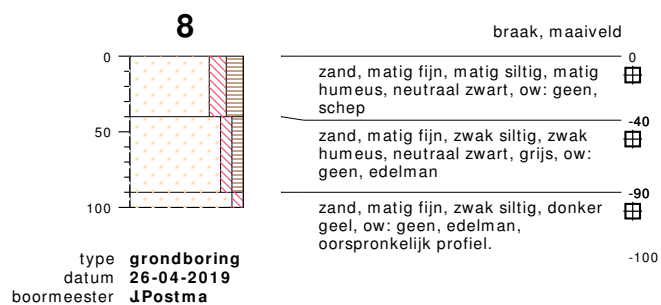 8
braak, maaiveld
0
0
zand, matig fijn, matig siltig, matig
humeus, neutraal zwart, ow: geen,
schep
-40
50
zand, matig fijn, zwak siltig, zwak
humeus, neutraal zwart, grijs, ow:
geen, edelman
-90
100
zand, matig fijn, zwak siltig, donker
geel, ow: geen, edelman,
oorspronkelijk profiel.
-100
type grondboring
datum 26-04-2019
boormeester J.Postma